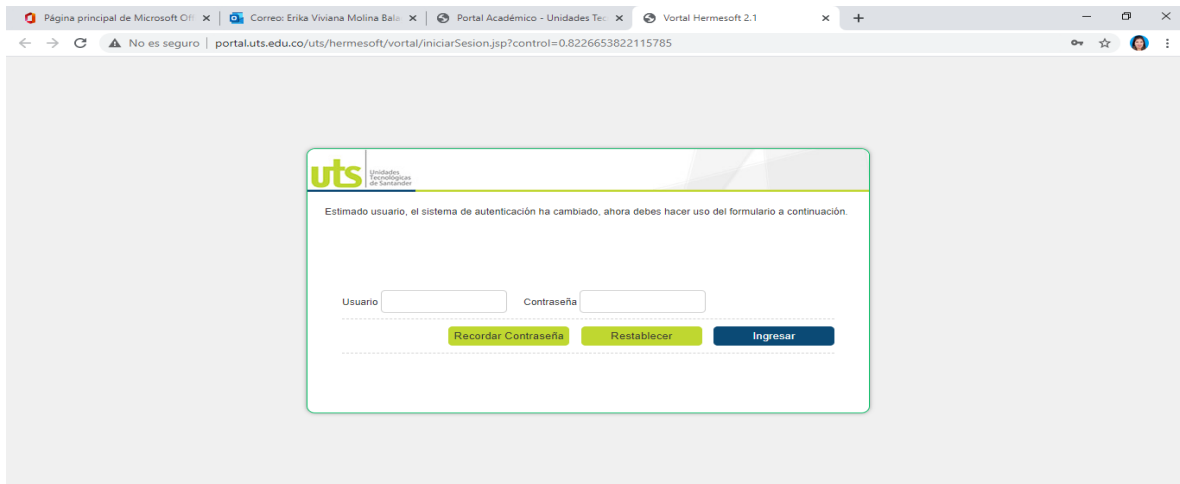 Página principal de Microsoft Off
Correo: Erika Viviana Molina Bala
Portal Académico - Unidades Tec
Vortal Hermesoft 2.1
No es seguro | portal.uts.edu.co/uts/hermesoft/vortal/iniciarSesion.jsp?control=0.8226653822115785
uts
Unidades
Tecnológicas
de Santander
Estimado usuario, el sistema de autenticación ha cambiado, ahora debes hacer uso del formulario a continuación.
Usuario
Contraseña
Recordar Contraseña
Restablecer
Ingresar